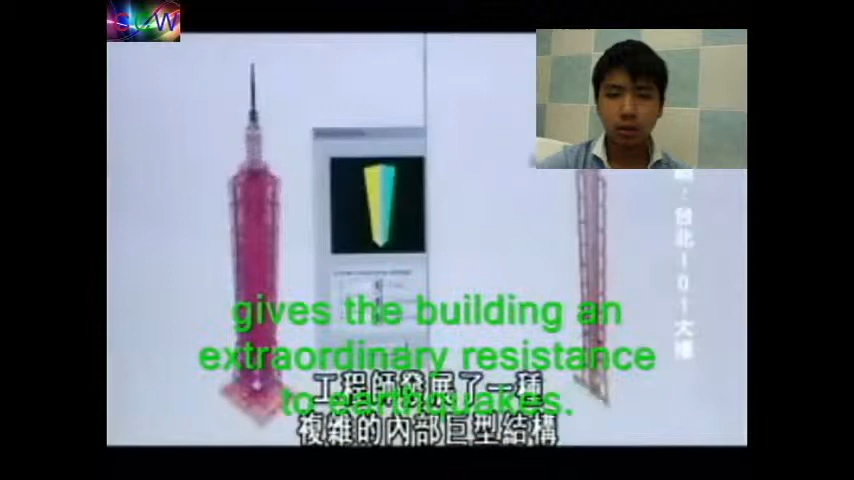 SCW
：台北101大樓
gives the building an
extraordinary resistance
to earthquakes.
工程師發展了一種
複雜的內部巨型結構